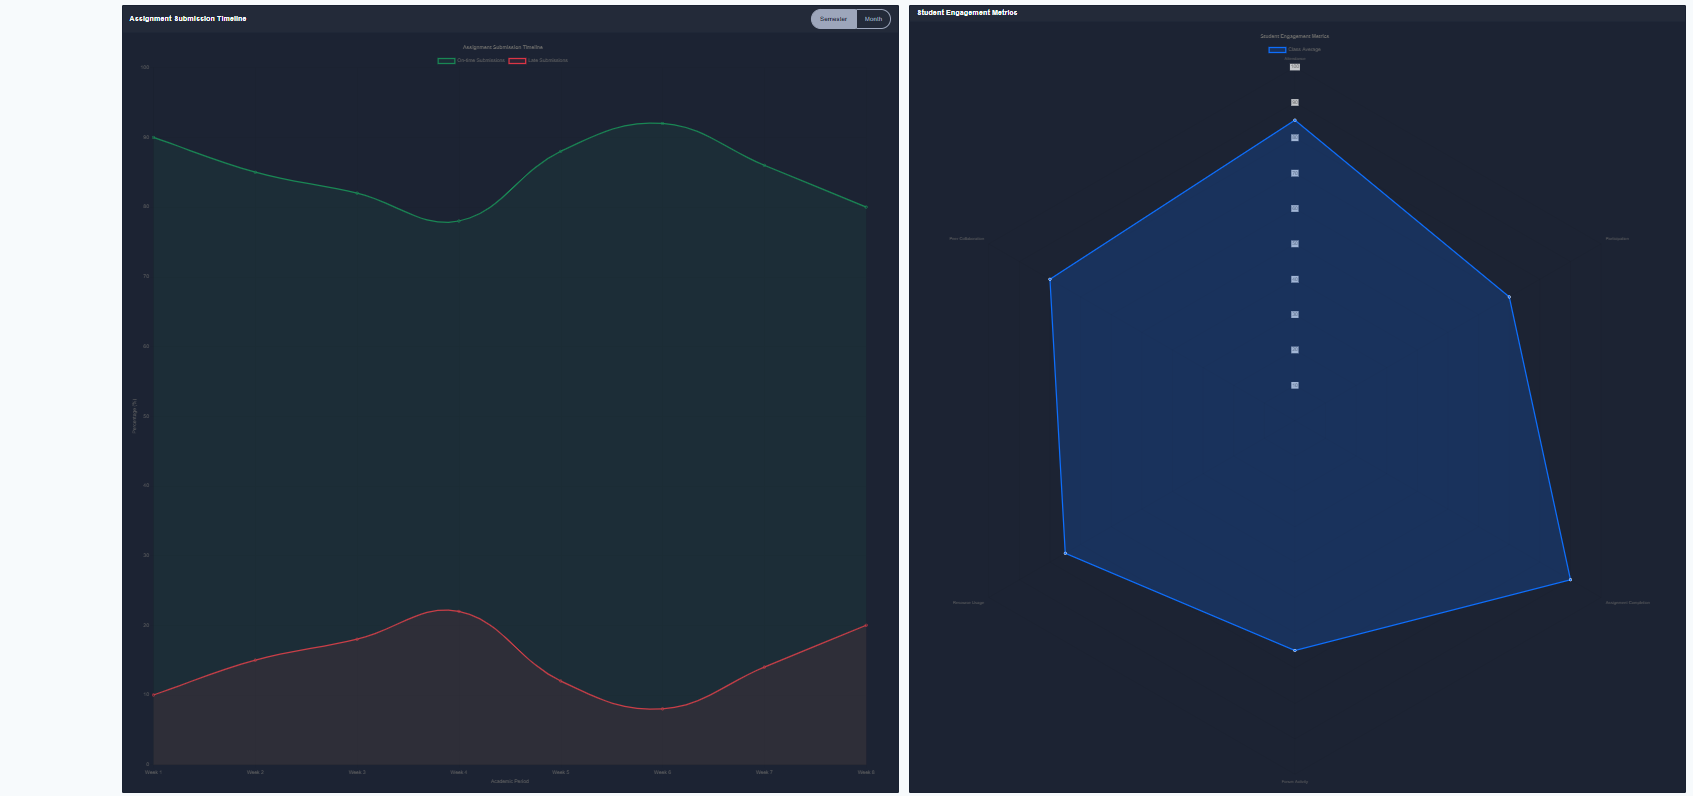 Assignment Submission Timeline
Semester Month
Assignment Submission Timeline
On-time Submissions Late Submissions
100
90
80
70
60
50
40
30
20
10
0
Percentage (%)
Week 1 Week 2 Week 3 Week 4 Week 5 Week 6 Week 7 Week 8
Academic Period
Student Engagement Metrics
Student Engagement Metrics
Class Average
Peer Collaboration Participation
Resource Usage Assignment Completion
Forum Activity